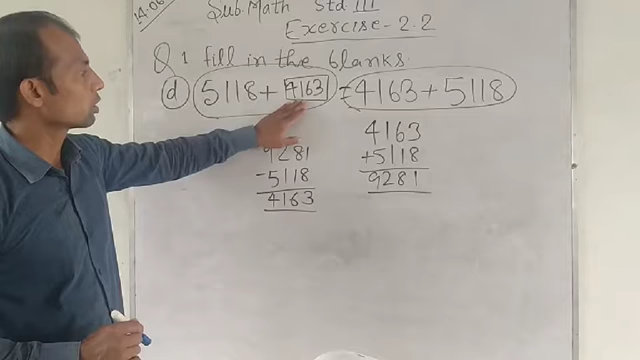 14.06
Sub. Math Std III
Exercise - 2.2
Q 1 fill in the blanks.
(d) 5118 + 4163 = 4163 + 5118
9281
-5118
4163
4163
+5118
9281